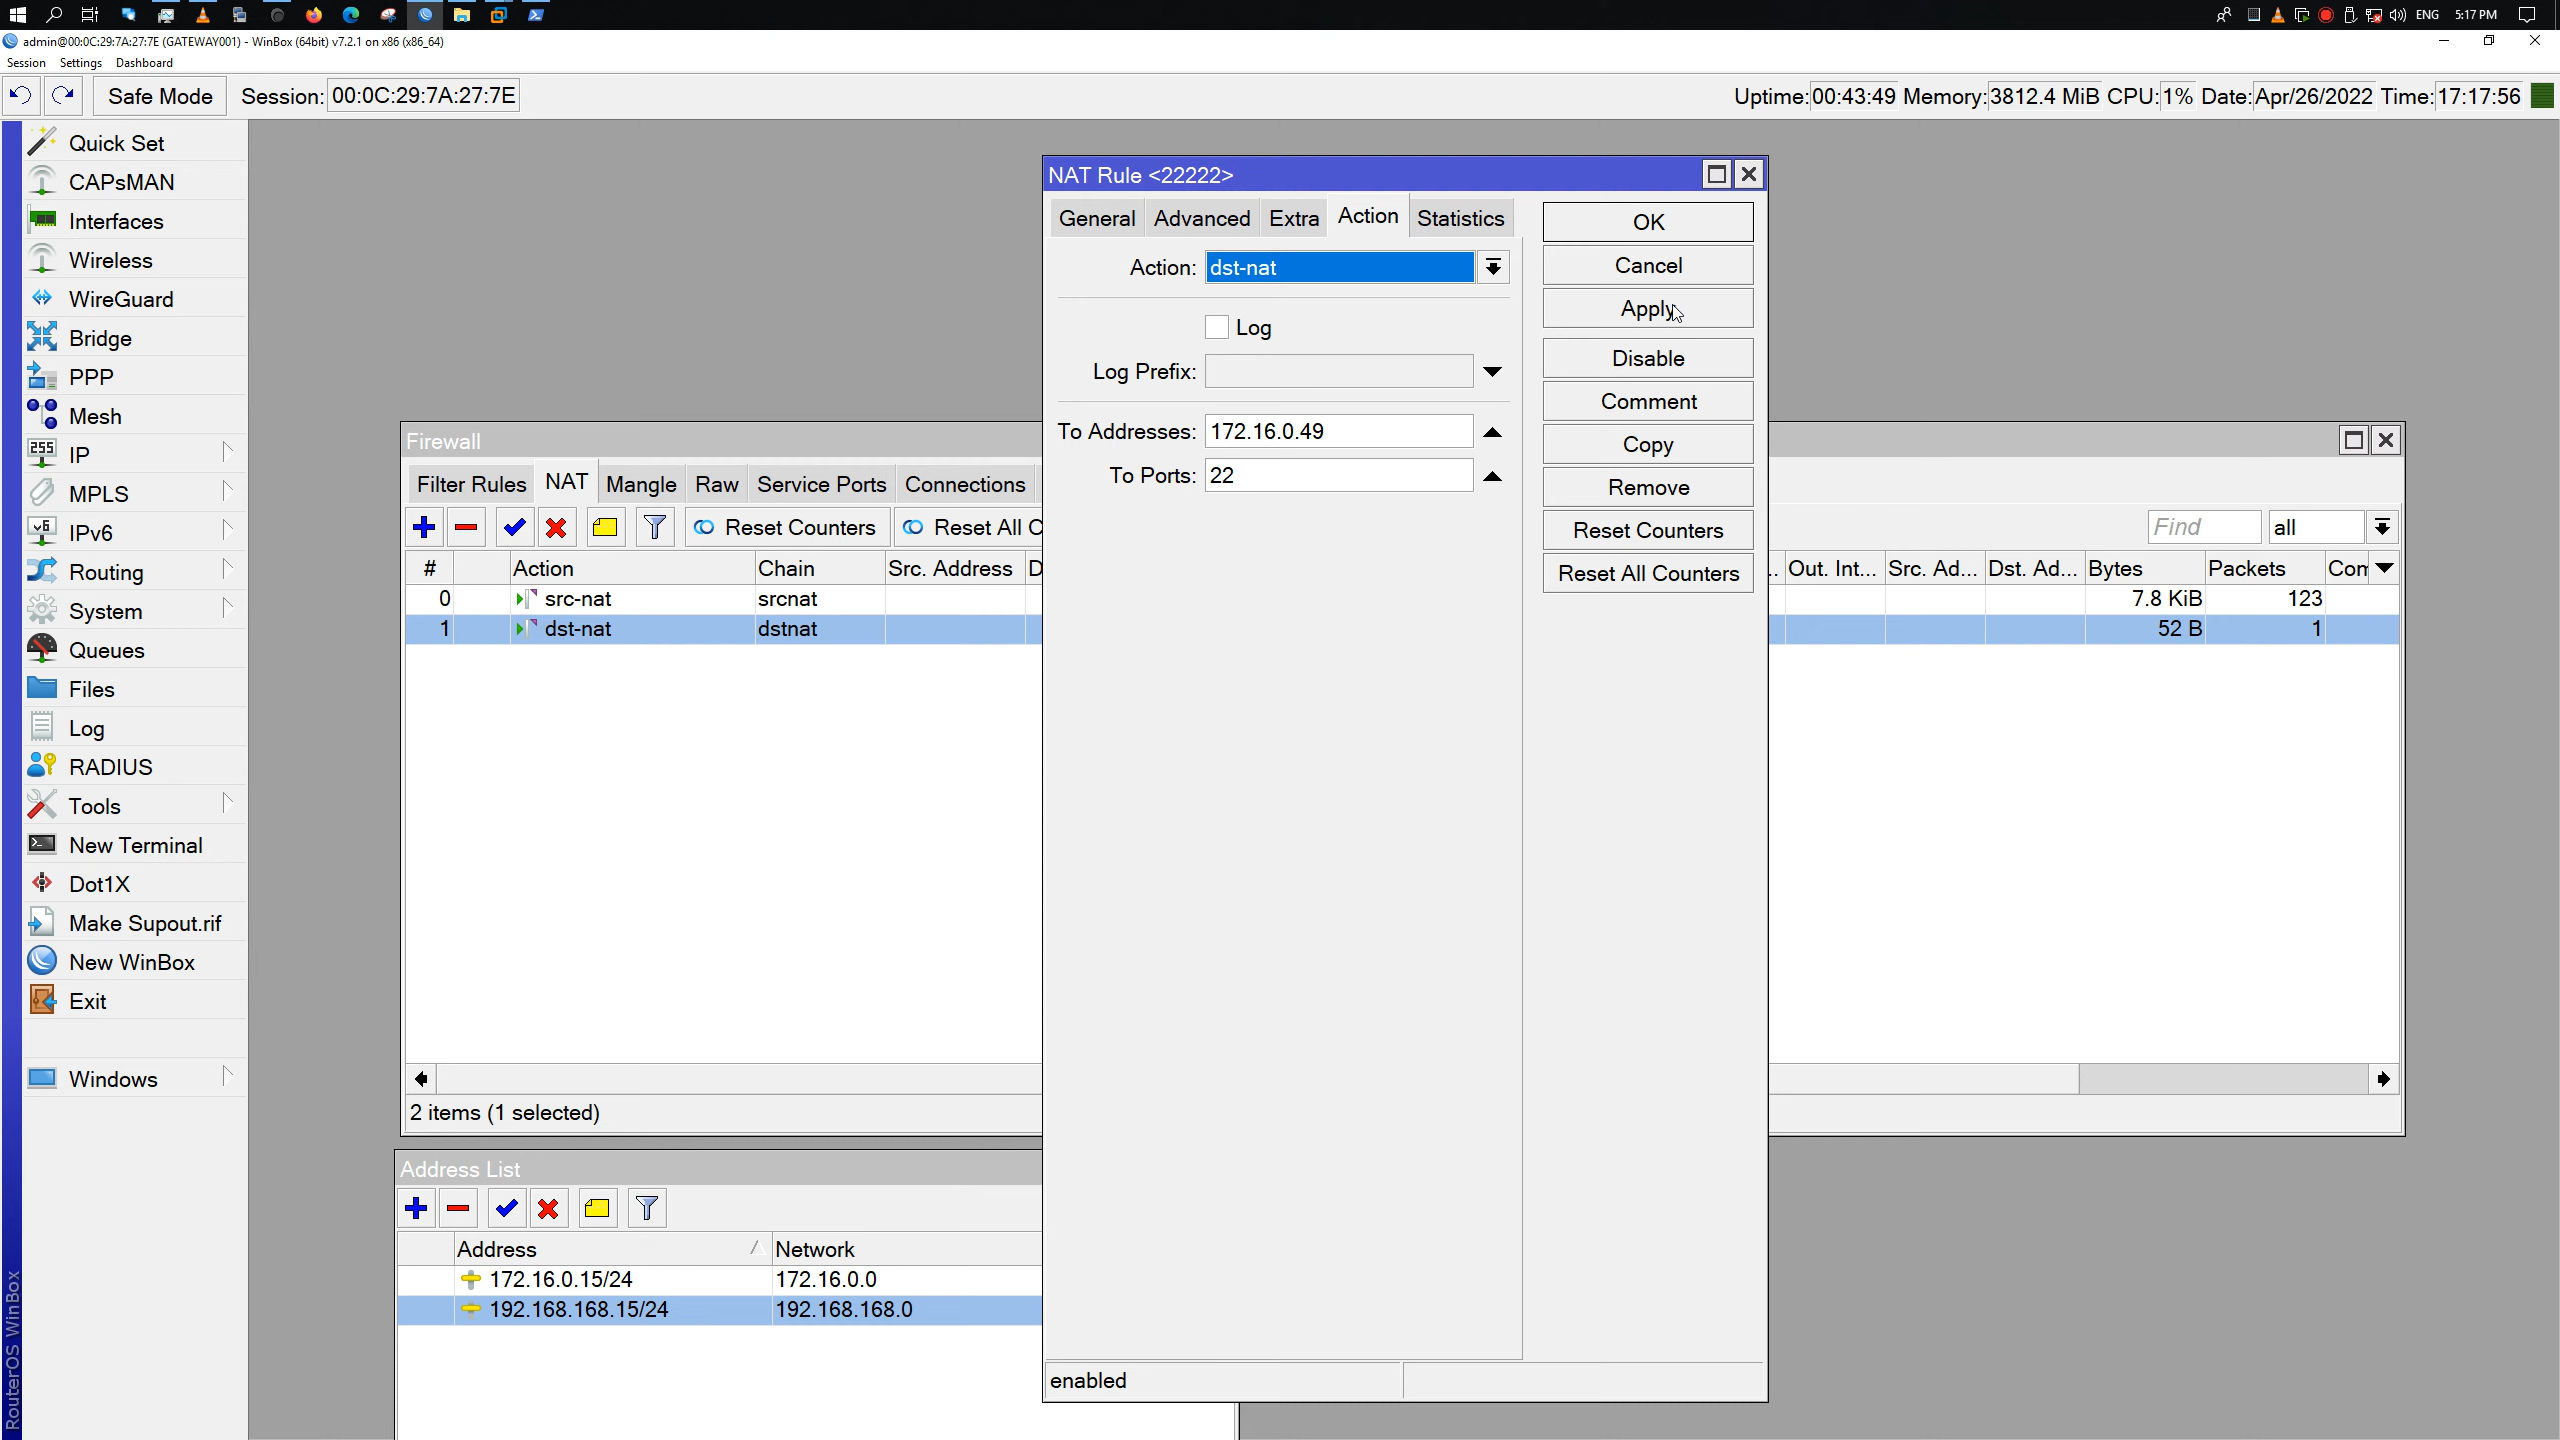 ENG 5:17 PM
admin@00:0C:29:7A:27:7E (GATEWAY001) - WinBox (64bit) v7.2.1 on x86 (x86_64)
Session Settings Dashboard
Safe Mode Session: 00:0C:29:7A:27:7E Uptime: 00:43:49 Memory: 3812.4 MiB CPU: 1% Date: Apr/26/2022 Time: 17:17:56
Quick Set
CAPsMAN
Interfaces
Wireless
WireGuard
Bridge
PPP
Mesh
IP
MPLS
IPv6
Routing
System
Queues
Files
Log
RADIUS
Tools
New Terminal
Dot1X
Make Supout.rif
New WinBox
Exit
Windows
RouterOS WinBox
NAT Rule <22222>
General Advanced Extra Action Statistics
Action: dst-nat
Log
Log Prefix:
To Addresses: 172.16.0.49
To Ports: 22
OK
Cancel
Apply
Disable
Comment
Copy
Remove
Reset Counters
Reset All Counters
enabled
Firewall
Filter Rules NAT Mangle Raw Service Ports Connections
Reset Counters Reset All C Find all
# Action Chain Src. Address D .. Out. Int... Src. Ad... Dst. Ad... Bytes Packets Com
0 src-nat srcnat 7.8 KiB 123
1 dst-nat dstnat 52 B 1
2 items (1 selected)
Address List
Address Network
172.16.0.15/24 172.16.0.0
192.168.168.15/24 192.168.168.0